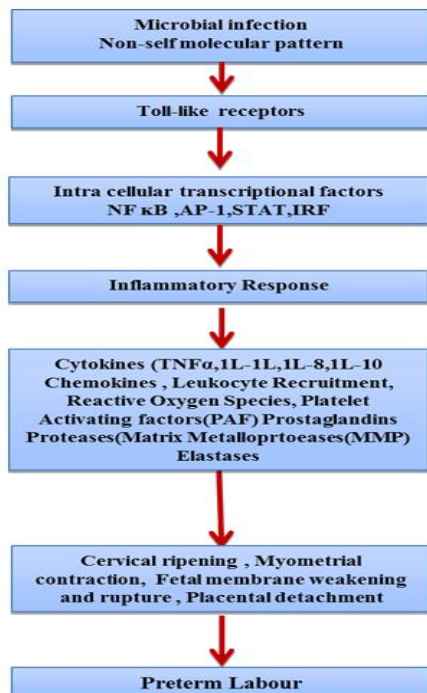 Microbial infection
Non-self molecular pattern
Toll-like receptors
Intra cellular transcriptional factors
NF κB ,AP-1,STAT,IRF
Inflammatory Response
Cytokines (TNFα,1L-1L,1L-8,1L-10
Chemokines , Leukocyte Recruitment,
Reactive Oxygen Species, Platelet
Activating factors(PAF) Prostaglandins
Proteases(Matrix Metalloprtoeases(MMP)
Elastases
Cervical ripening , Myometrial
contraction, Fetal membrane weakening
and rupture , Placental detachment
Preterm Labour